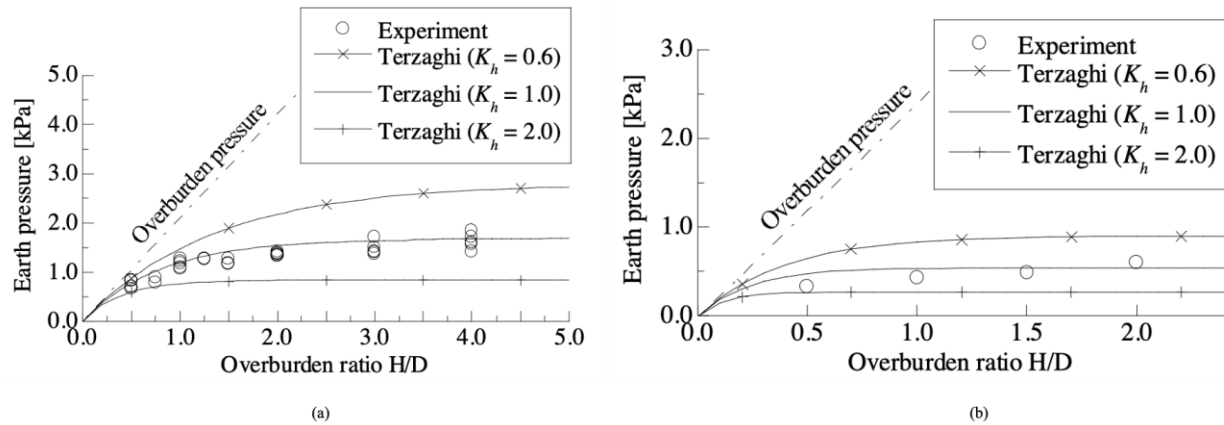 Experiment
Terzaghi (K_h = 0.6)
Terzaghi (K_h = 1.0)
Terzaghi (K_h = 2.0)
Earth pressure [kPa]
5.0
4.0
3.0
2.0
1.0
0.0
Overburden pressure
0.0 1.0 2.0 3.0 4.0 5.0
Overburden ratio H/D
(a)
Experiment
Terzaghi (K_h = 0.6)
Terzaghi (K_h = 1.0)
Terzaghi (K_h = 2.0)
Earth pressure [kPa]
3.0
2.0
1.0
0.0
Overburden pressure
0.0 0.5 1.0 1.5 2.0
Overburden ratio H/D
(b)